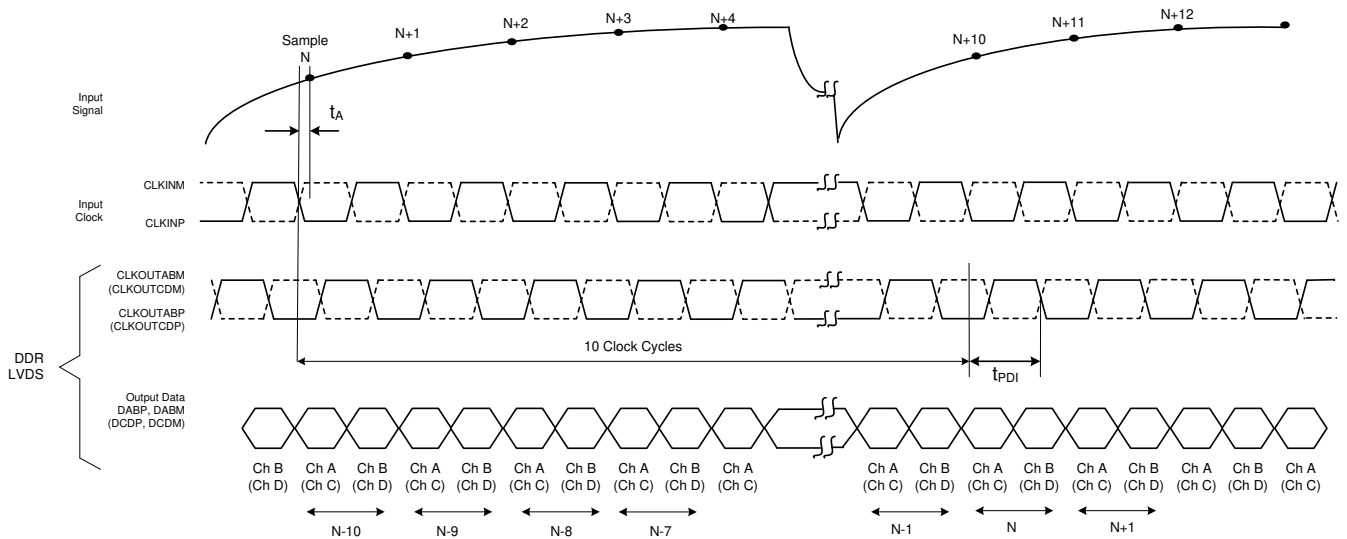 Sample
N
N+1
N+2
N+3
N+4
N+10
N+11
N+12
Input
Signal
tA
CLKINM
Input
Clock
CLKINP
CLKOUTABM
(CLKOUTCDM)
CLKOUTABP
(CLKOUTCDP)
10 Clock Cycles
tPDI
DDR
LVDS
Output Data
DABP, DABM
(DCDP, DCDM)
Ch B Ch A Ch B Ch A Ch B Ch A Ch B Ch A Ch B Ch A Ch A Ch B Ch A Ch B Ch A Ch B Ch A Ch B Ch A
(Ch D) (Ch C) (Ch D) (Ch C) (Ch D) (Ch C) (Ch D) (Ch C) (Ch D) (Ch C) (Ch C) (Ch D) (Ch C) (Ch D) (Ch C) (Ch D) (Ch C) (Ch D) (Ch C)
N-10 N-9 N-8 N-7 N-1 N N+1